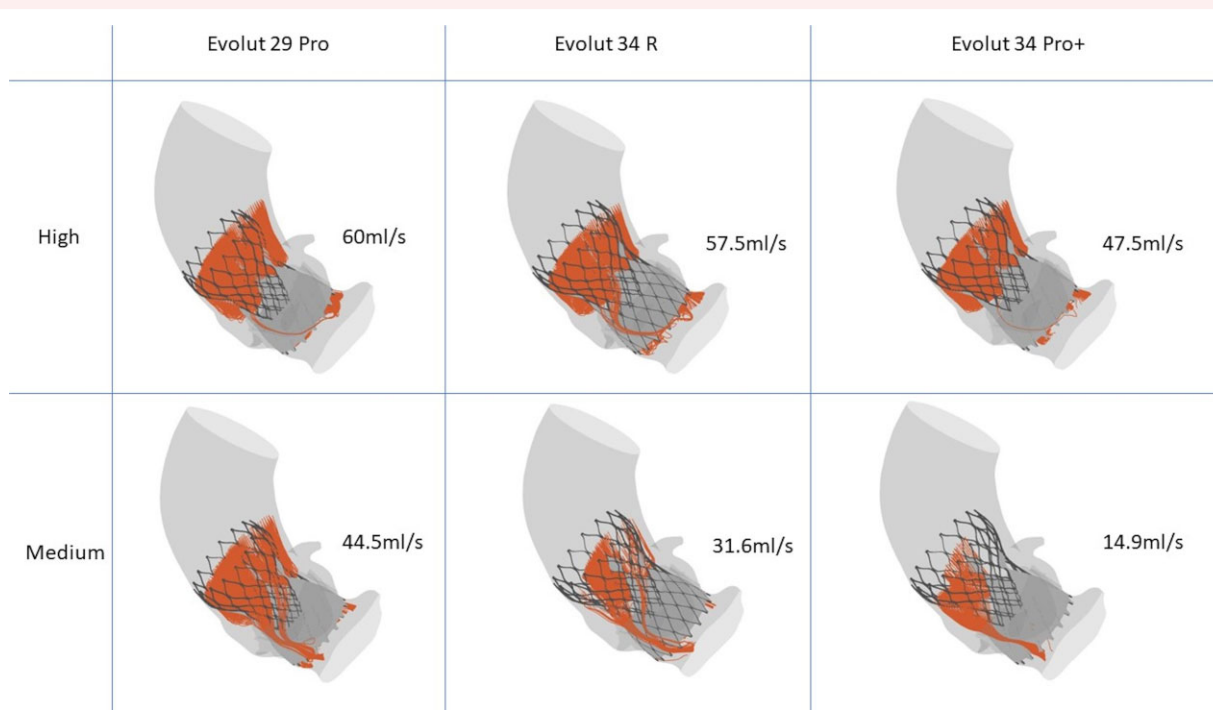 Evolut 29 Pro
Evolut 34 R
Evolut 34 Pro+
High
60ml/s
57.5ml/s
47.5ml/s
Medium
44.5ml/s
31.6ml/s
14.9ml/s